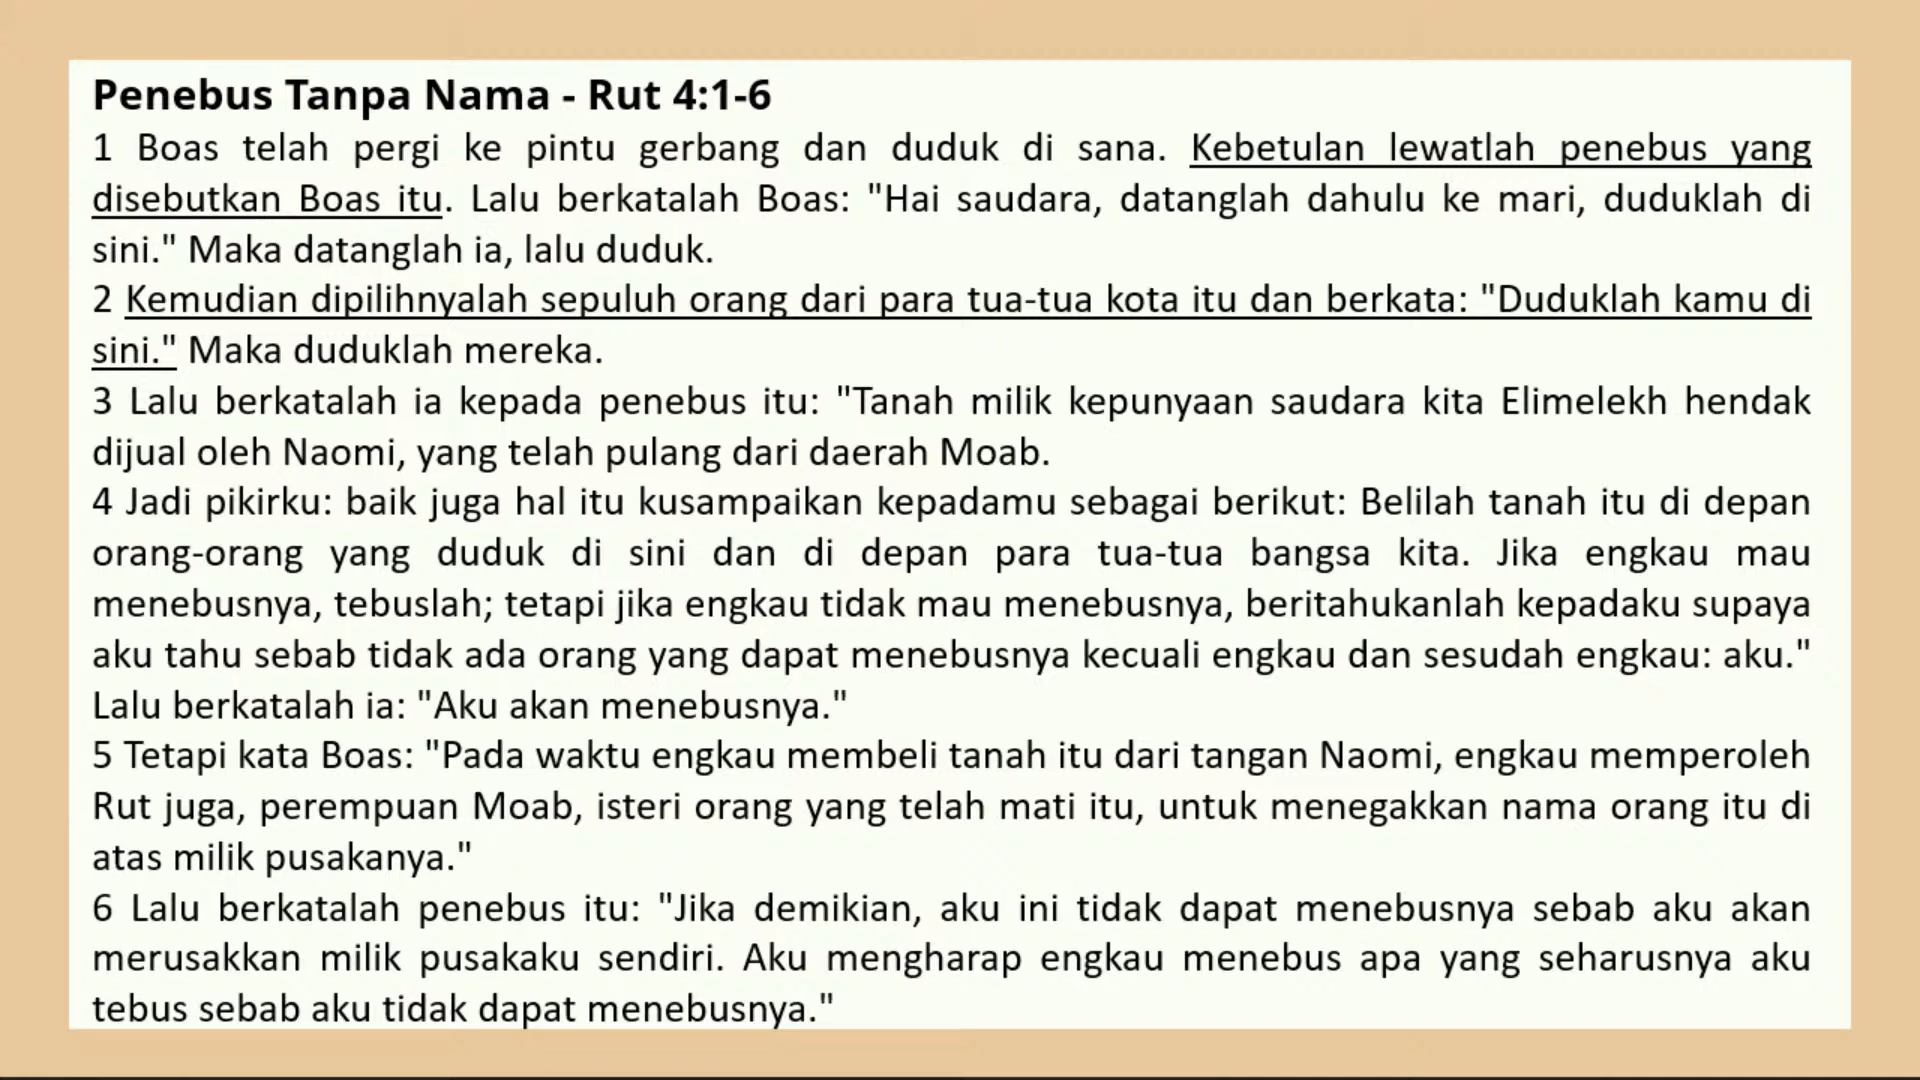 Penebus Tanpa Nama - Rut 4:1-6
1 Boas telah pergi ke pintu gerbang dan duduk di sana. Kebetulan lewatlah penebus yang
disebutkan Boas itu. Lalu berkatalah Boas: "Hai saudara, datanglah dahulu ke mari, duduklah di
sini." Maka datanglah ia, lalu duduk.
2 Kemudian dipilihnyalah sepuluh orang dari para tua-tua kota itu dan berkata: "Duduklah kamu di
sini." Maka duduklah mereka.
3 Lalu berkatalah ia kepada penebus itu: "Tanah milik kepunyaan saudara kita Elimelekh hendak
dijual oleh Naomi, yang telah pulang dari daerah Moab.
4 Jadi pikirku: baik juga hal itu kusampaikan kepadamu sebagai berikut: Belilah tanah itu di depan
orang-orang yang duduk di sini dan di depan para tua-tua bangsa kita. Jika engkau mau
menebusnya, tebuslah; tetapi jika engkau tidak mau menebusnya, beritahukanlah kepadaku supaya
aku tahu sebab tidak ada orang yang dapat menebusnya kecuali engkau dan sesudah engkau: aku."
Lalu berkatalah ia: "Aku akan menebusnya."
5 Tetapi kata Boas: "Pada waktu engkau membeli tanah itu dari tangan Naomi, engkau memperoleh
Rut juga, perempuan Moab, isteri orang yang telah mati itu, untuk menegakkan nama orang itu di
atas milik pusakanya."
6 Lalu berkatalah penebus itu: "Jika demikian, aku ini tidak dapat menebusnya sebab aku akan
merusakkan milik pusakaku sendiri. Aku mengharap engkau menebus apa yang seharusnya aku
tebus sebab aku tidak dapat menebusnya."